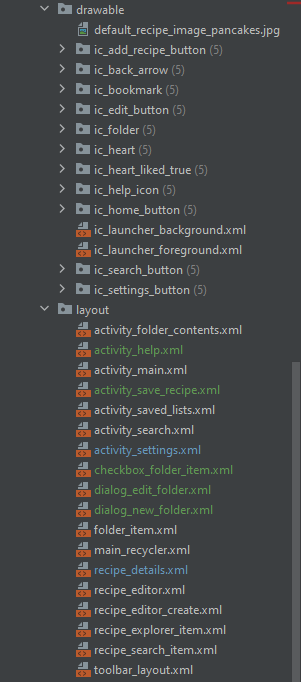 drawable
default_recipe_image_pancakes.jpg
ic_add_recipe_button (5)
ic_back_arrow (5)
ic_bookmark (5)
ic_edit_button (5)
ic_folder (5)
ic_heart (5)
ic_heart_liked_true (5)
ic_help_icon (5)
ic_home_button (5)
ic_launcher_background.xml
ic_launcher_foreground.xml
ic_search_button (5)
ic_settings_button (5)
layout
activity_folder_contents.xml
activity_help.xml
activity_main.xml
activity_save_recipe.xml
activity_saved_lists.xml
activity_search.xml
activity_settings.xml
checkbox_folder_item.xml
dialog_edit_folder.xml
dialog_new_folder.xml
folder_item.xml
main_recycler.xml
recipe_details.xml
recipe_editor.xml
recipe_editor_create.xml
recipe_explorer_item.xml
recipe_search_item.xml
toolbar_layout.xml